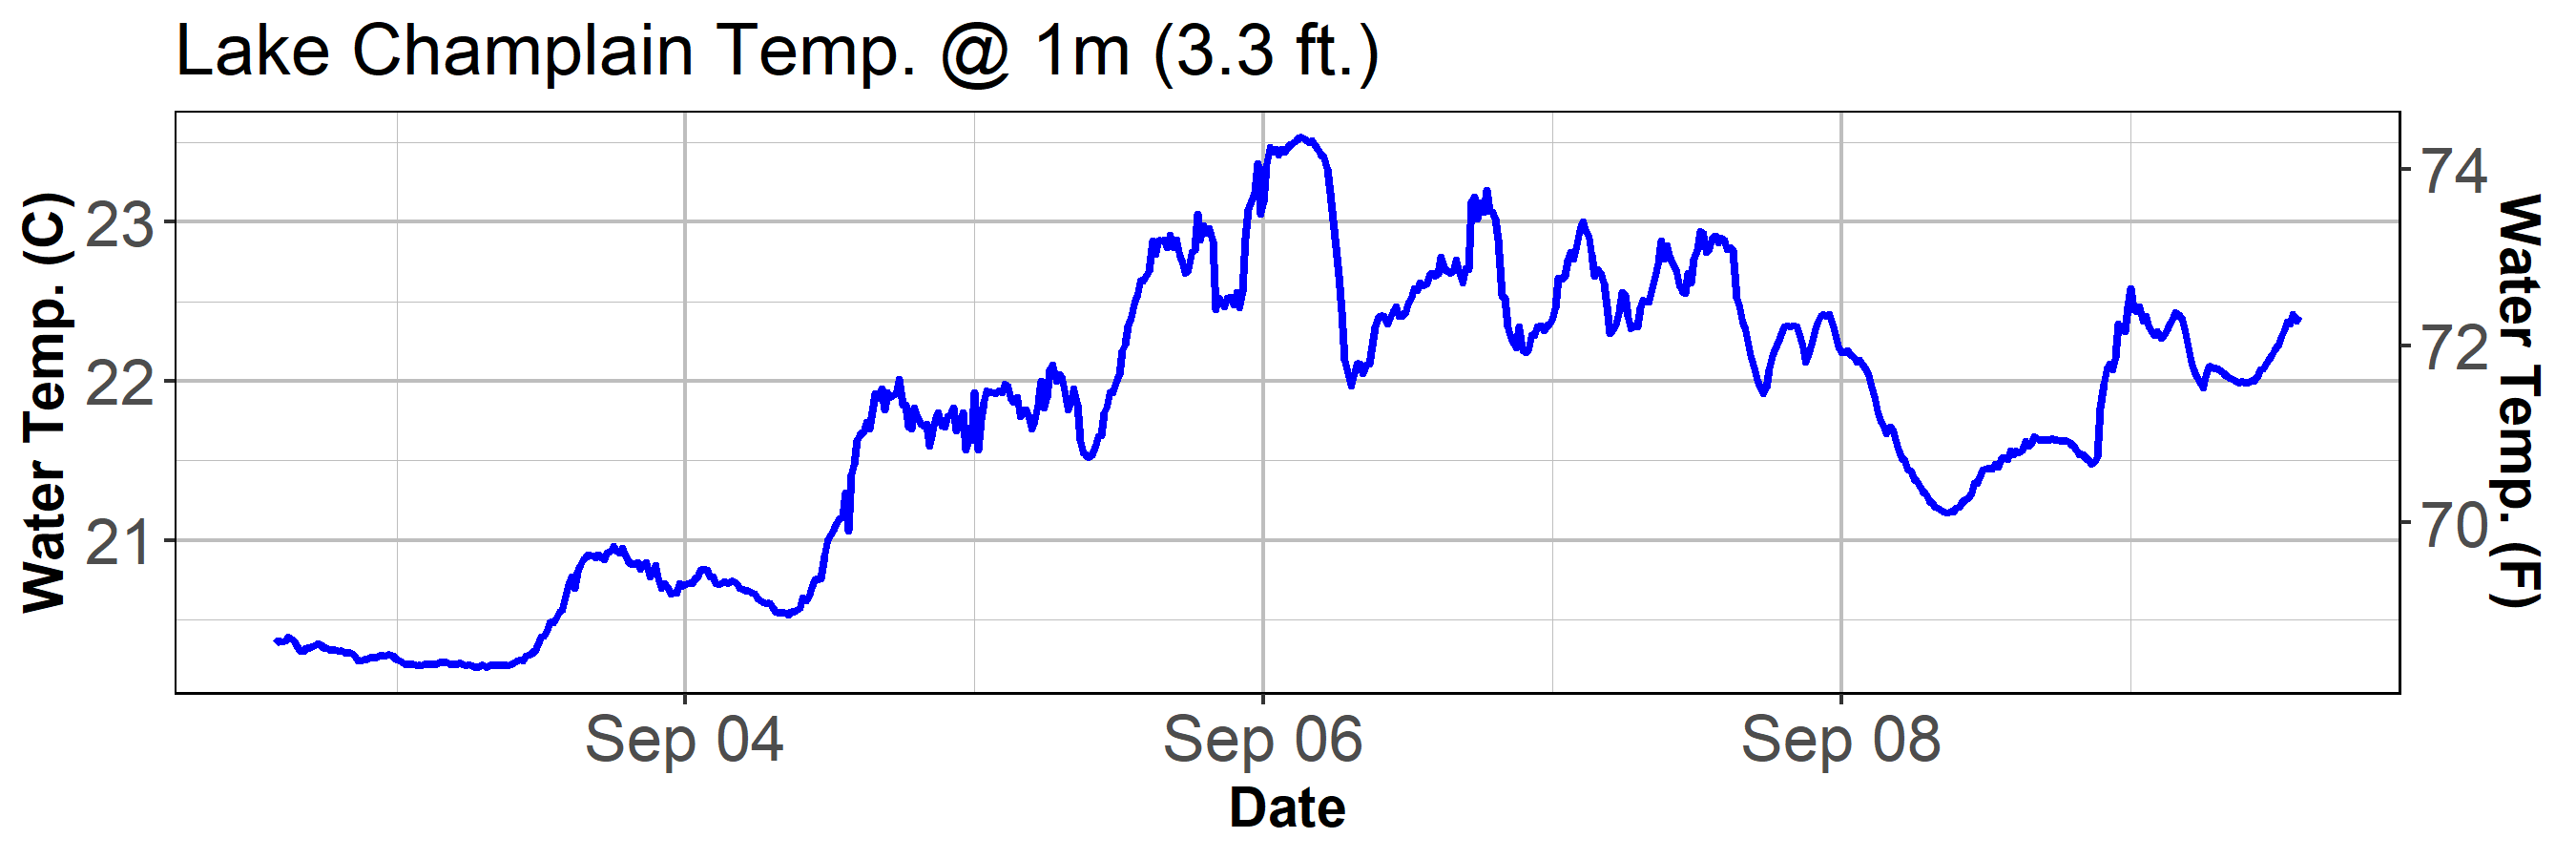 Lake Champlain Temp. @ 1m (3.3 ft.)
Water Temp. (C)
23
22
21
74
72
70
Water Temp. (F)
Sep 04
Sep 06
Sep 08
Date